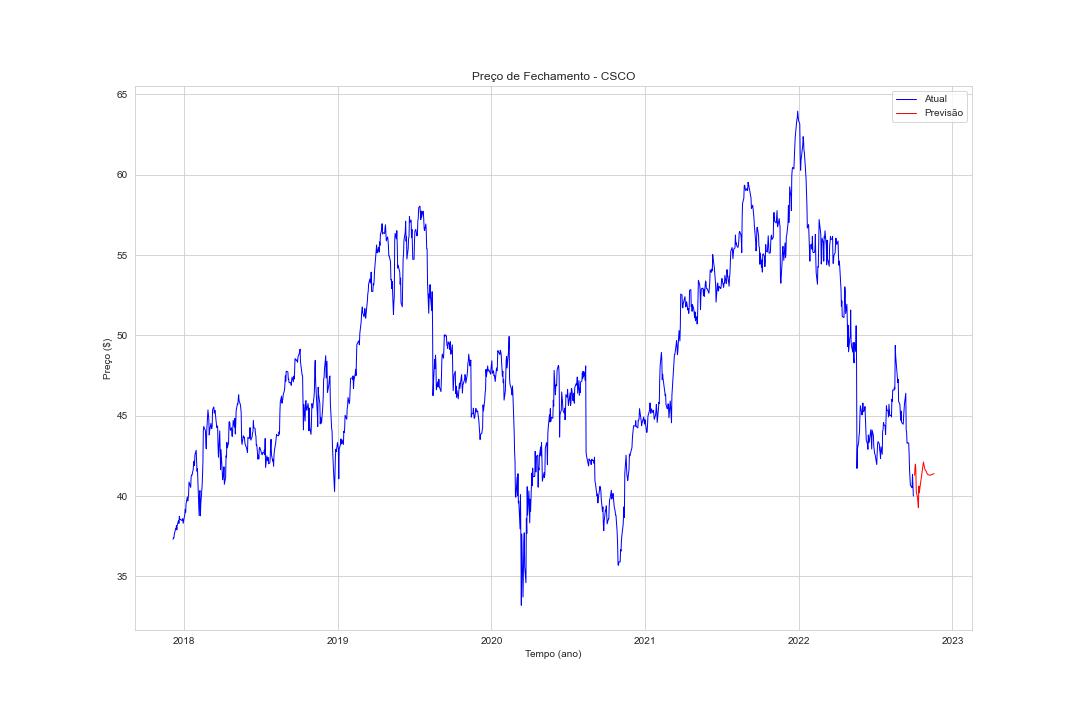 Preço de Fechamento - CSCO
Atual
Previsão
65
60
55
50
45
40
35
Preço ($)
2018
2019
2020
2021
2022
2023
Tempo (ano)